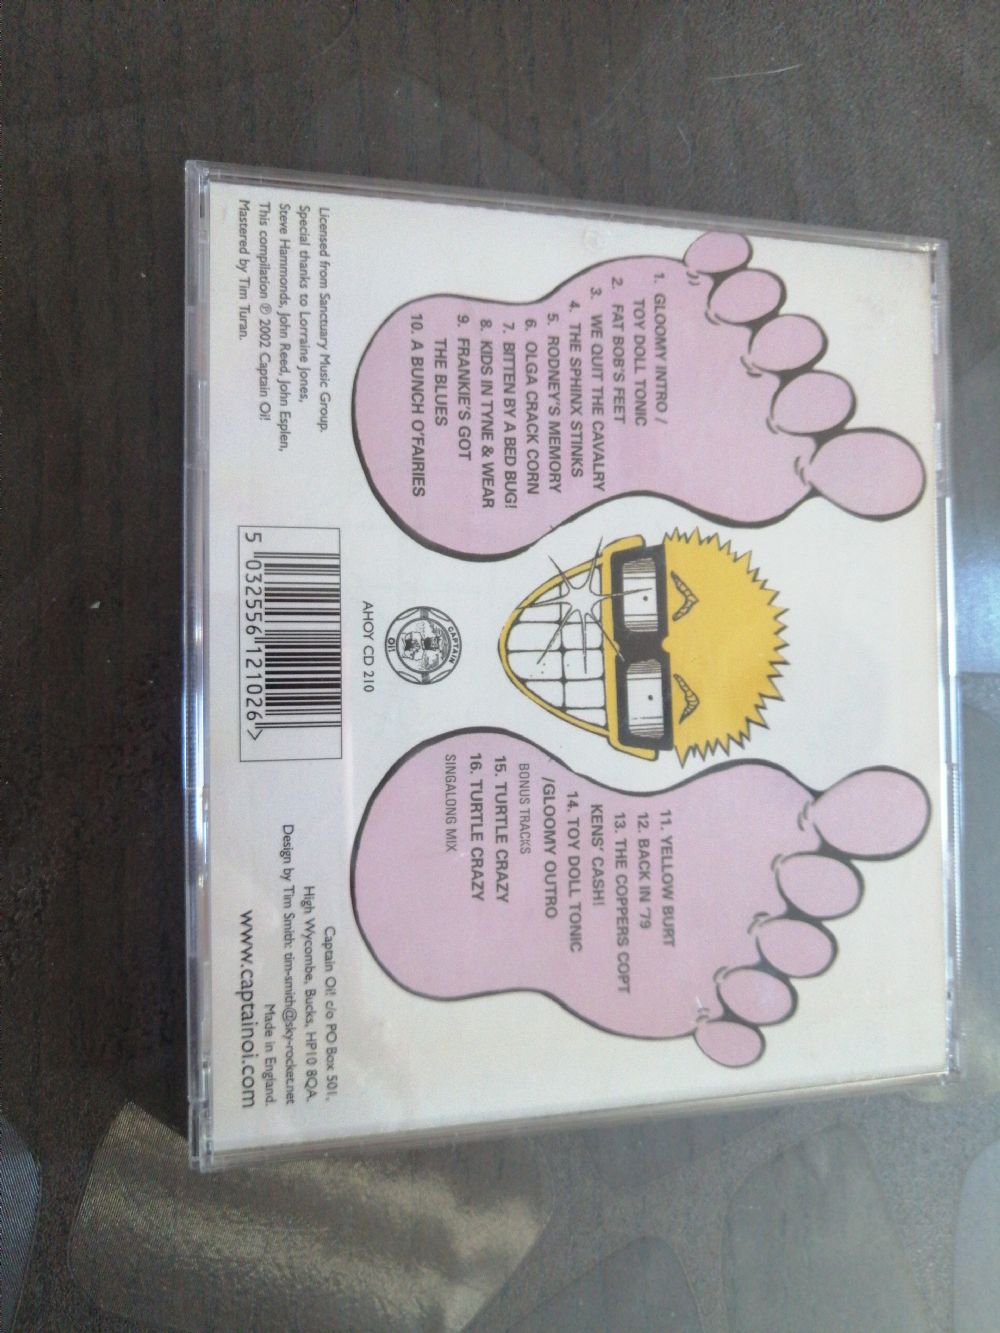 1. GLOOMY INTRO /
TOY DOLL TONIC
2. FAT BOB'S FEET
3. WE QUIT THE CAVALRY
4. THE SPHINX STINKS
5. RODNEY'S MEMORY
6. OLGA CRACK CORN
7. BITTEN BY A BED BUG!
8. KIDS IN TYNE & WEAR
9. FRANKIE'S GOT
THE BLUES
10. A BUNCH O'FAIRIES
11. YELLOW BURT
12. BACK IN '79
13. THE COPPERS COPT
KENS' CASH!
14. TOY DOLL TONIC
/GLOOMY OUTRO
BONUS TRACKS
15. TURTLE CRAZY
16. TURTLE CRAZY
SINGALONG MIX
CAPTAIN
OI!
AHOY CD 210
Licensed from Sanctuary Music Group.
Special thanks to Lorraine Jones,
Steve Hammonds, John Reed, John Esplen,
This compilation ℗ 2002 Captain Oi!
Mastered by Tim Turan.
5 032556 121026 >
Captain Oi! c/o PO Box 501,
High Wycombe, Bucks, HP10 8QA.
Design by Tim Smith: tim-smith@sky-rocket.net
Made in England.
www.captainoi.com